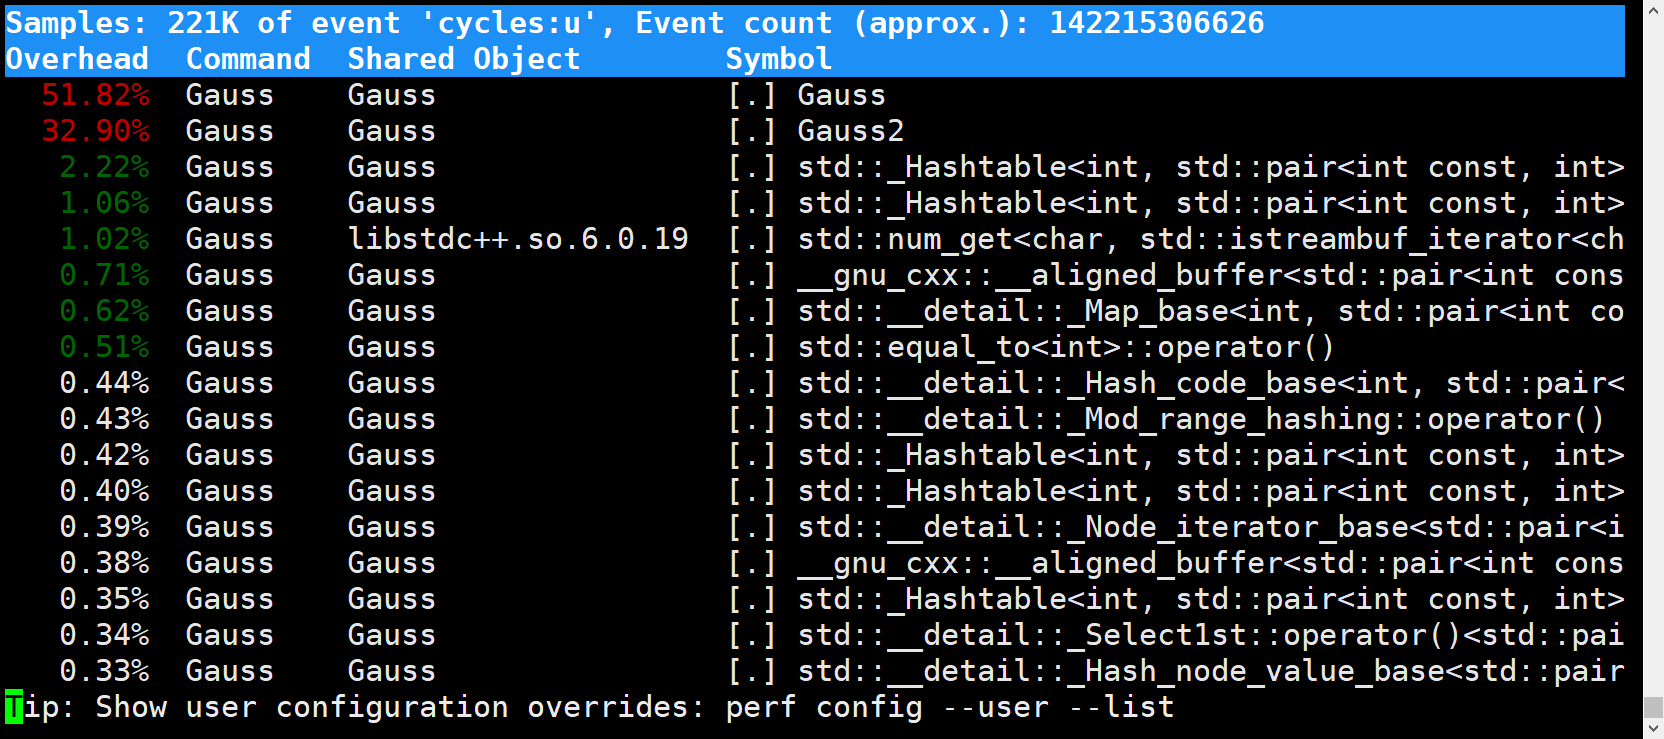 Samples: 221K of event 'cycles:u', Event count (approx.): 142215306626
Overhead  Command  Shared Object        Symbol
  51.82%  Gauss    Gauss                [.] Gauss
  32.90%  Gauss    Gauss                [.] Gauss2
   2.22%  Gauss    Gauss                [.] std::_Hashtable<int, std::pair<int const, int>
   1.06%  Gauss    Gauss                [.] std::_Hashtable<int, std::pair<int const, int>
   1.02%  Gauss    libstdc++.so.6.0.19  [.] std::num_get<char, std::istreambuf_iterator<ch
   0.71%  Gauss    Gauss                [.] __gnu_cxx::__aligned_buffer<std::pair<int cons
   0.62%  Gauss    Gauss                [.] std::__detail::_Map_base<int, std::pair<int co
   0.51%  Gauss    Gauss                [.] std::equal_to<int>::operator()
   0.44%  Gauss    Gauss                [.] std::__detail::_Hash_code_base<int, std::pair<
   0.43%  Gauss    Gauss                [.] std::__detail::_Mod_range_hashing::operator()
   0.42%  Gauss    Gauss                [.] std::_Hashtable<int, std::pair<int const, int>
   0.40%  Gauss    Gauss                [.] std::_Hashtable<int, std::pair<int const, int>
   0.39%  Gauss    Gauss                [.] std::__detail::_Node_iterator_base<std::pair<i
   0.38%  Gauss    Gauss                [.] __gnu_cxx::__aligned_buffer<std::pair<int cons
   0.35%  Gauss    Gauss                [.] std::_Hashtable<int, std::pair<int const, int>
   0.34%  Gauss    Gauss                [.] std::__detail::_Select1st::operator()<std::pai
   0.33%  Gauss    Gauss                [.] std::__detail::_Hash_node_value_base<std::pair
Tip: Show user configuration overrides: perf config --user --list